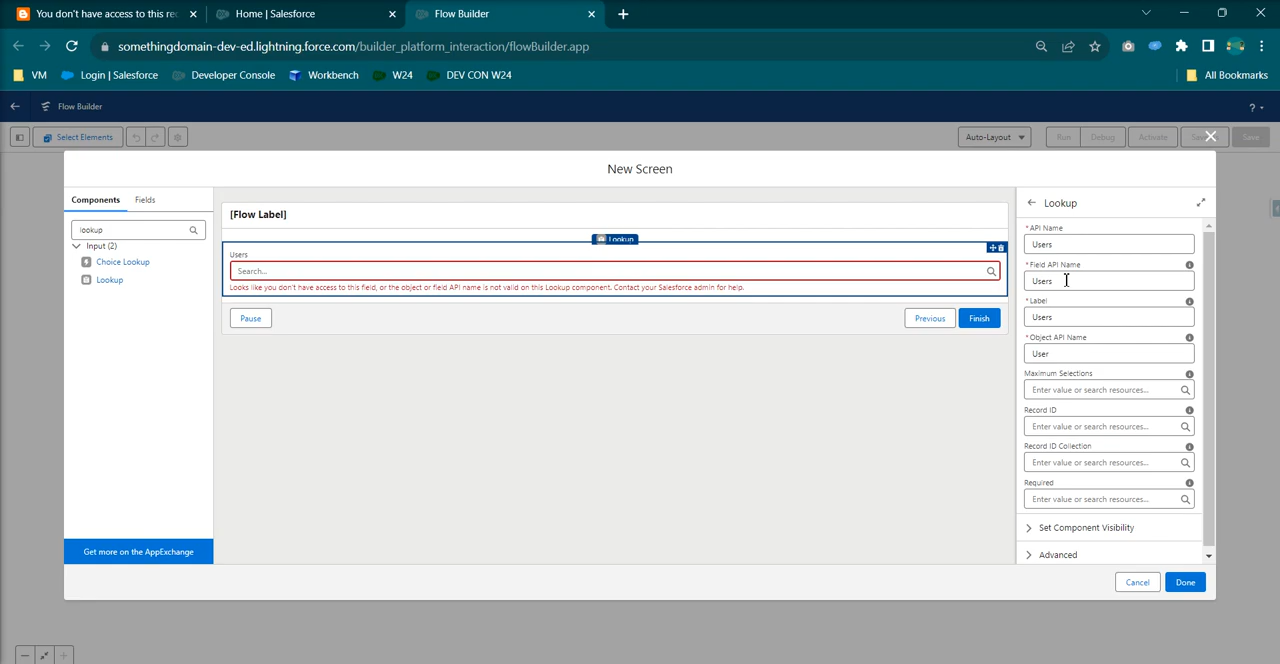 You don't have access to this re
Home | Salesforce
Flow Builder
somethingdomain-dev-ed.lightning.force.com/builder_platform_interaction/flowBuilder.app
VM
Login | Salesforce
Developer Console
Workbench
W24
DEV CON W24
All Bookmarks
Flow Builder
?
Select Elements
Auto-Layout
Run
Debug
Activate
Save
New Screen
Components
Fields
lookup
Input (2)
Choice Lookup
Lookup
Get more on the AppExchange
[Flow Label]
Lookup
Users
Search...
Looks like you don't have access to this field, or the object or field API name is not valid on this Lookup component. Contact your Salesforce admin for help.
Pause
Previous
Finish
Lookup
* API Name
Users
* Field API Name
Users
* Label
Users
* Object API Name
User
Maximum Selections
Enter value or search resources...
Record ID
Enter value or search resources...
Record ID Collection
Enter value or search resources...
Required
Enter value or search resources...
Set Component Visibility
Advanced
Cancel
Done